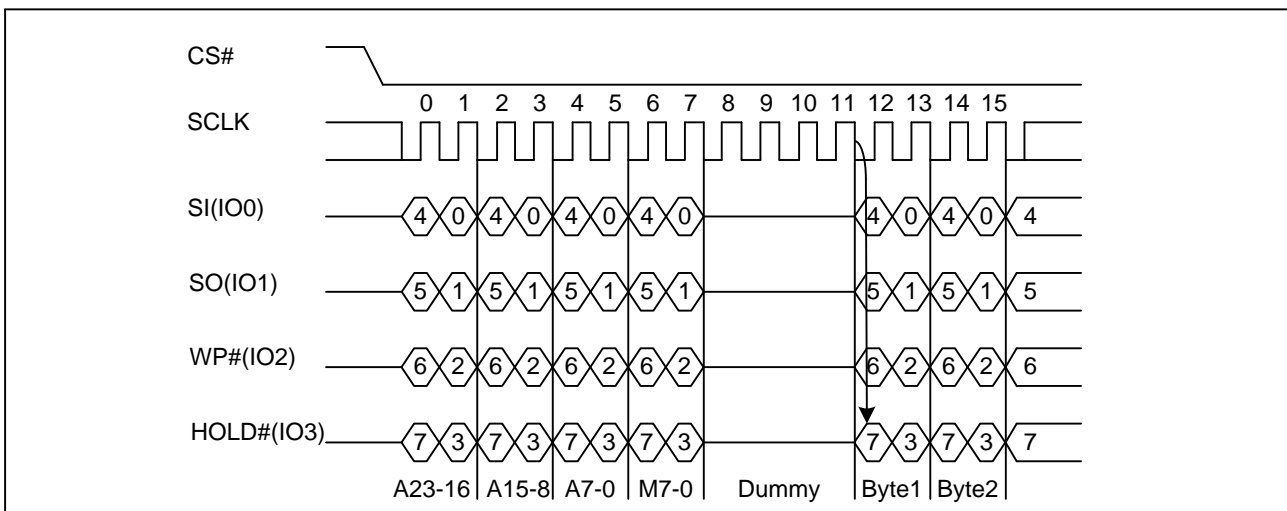 CS#
0 1 2 3 4 5 6 7 8 9 10 11 12 13 14 15
SCLK
SI(IO0) 4 0 4 0 4 0 4 0 4 0 4 0 4
SO(IO1) 5 1 5 1 5 1 5 1 5 1 5 1 5
WP#(IO2) 6 2 6 2 6 2 6 2 6 2 6 2 6
HOLD#(IO3) 7 3 7 3 7 3 7 3 7 3 7 3 7
A23-16 A15-8 A7-0 M7-0 Dummy Byte1 Byte2